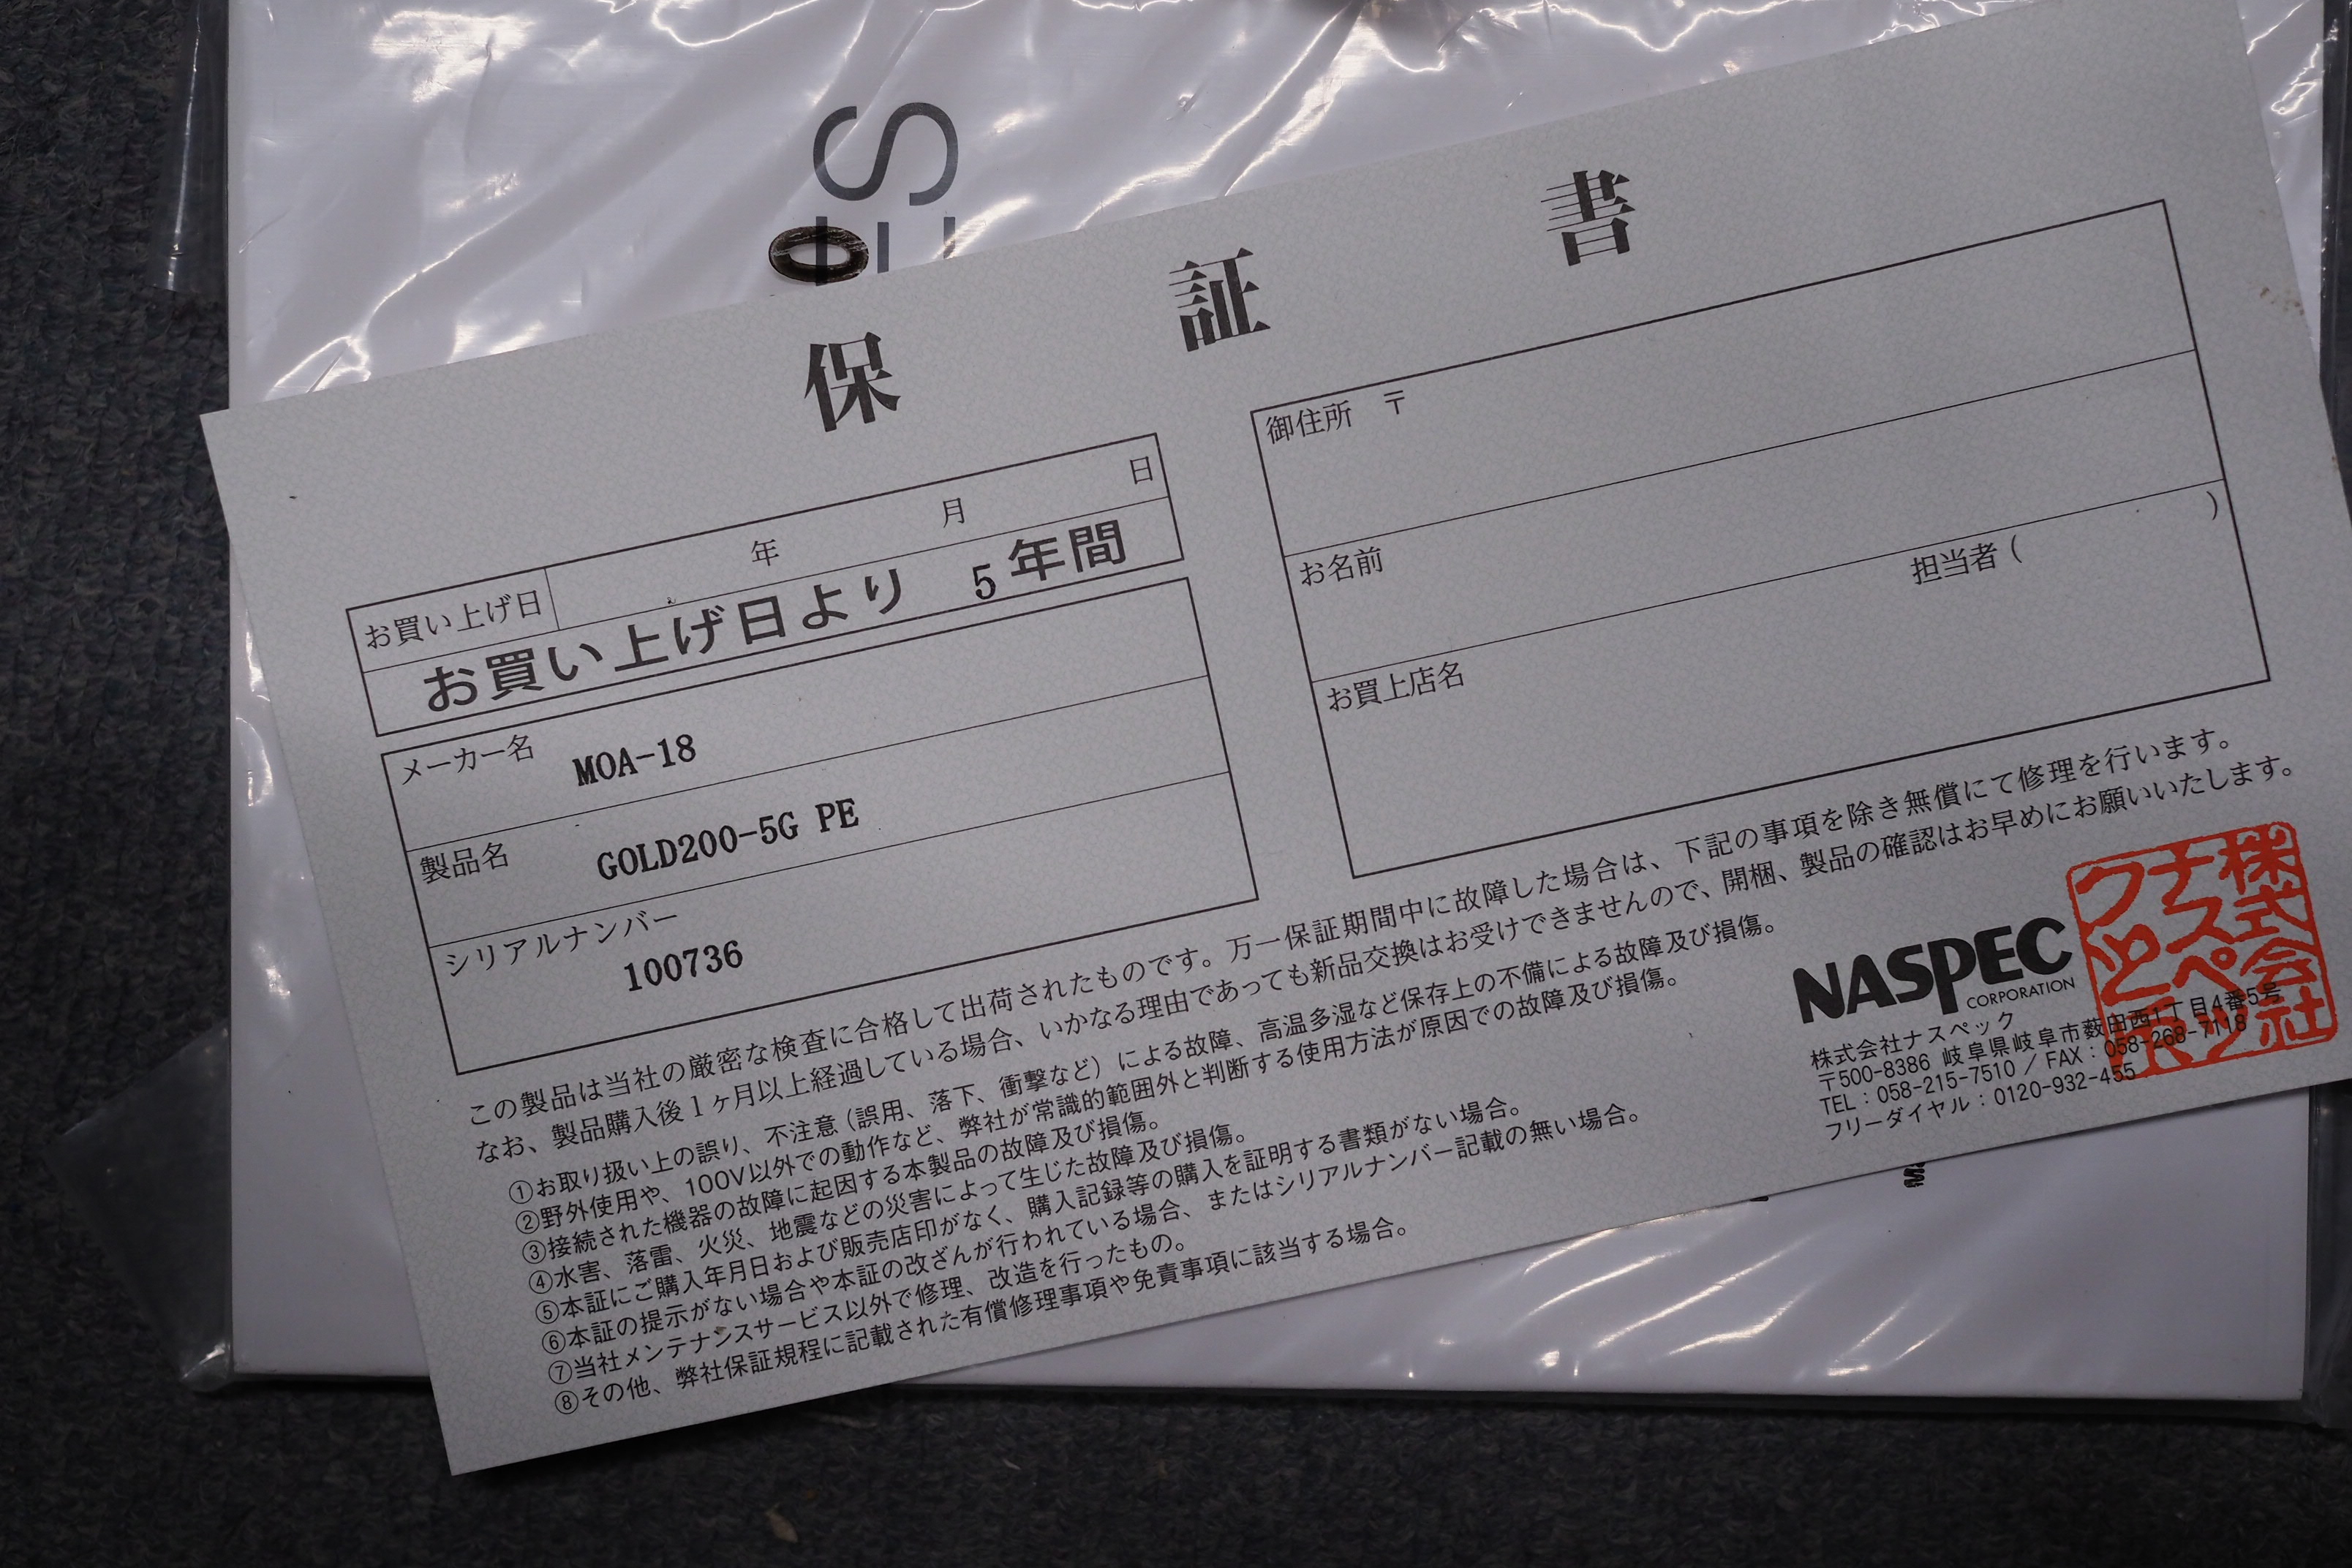 S
保証書
お買い上げ日 年 月 日
お買い上げ日より 5 年間
メーカー名 MOA-18
製品名 GOLD200-5G PE
シリアルナンバー
100736
御住所 〒
お名前
お買上店名 担当者 ( )
この製品は当社の厳密な検査に合格して出荷されたものです。万一保証期間中に故障した場合は、下記の事項を除き無償にて修理を行います。
なお、製品購入後1ヶ月以上経過している場合、いかなる理由であっても新品交換はお受けできませんので、開梱、製品の確認はお早めにお願いいたします。
①お取り扱い上の誤り、不注意（誤用、落下、衝撃など）による故障、高温多湿など保存上の不備による故障及び損傷。
②野外使用や、100V以外での動作など、弊社が常識的範囲外と判断する使用方法が原因での故障及び損傷。
③接続された機器の故障に起因する本製品の故障及び損傷。
④水害、落雷、火災、地震などの災害によって生じた故障及び損傷。
⑤本証にご購入年月日および販売店印がなく、購入記録等の購入を証明する書類がない場合。
⑥本証の提示がない場合や本証の改ざんが行われている場合、またはシリアルナンバー記載の無い場合。
⑦当社メンテナンスサービス以外で修理、改造を行ったもの。
⑧その他、弊社保証規程に記載された有償修理事項や免責事項に該当する場合。
NASPEC
CORPORATION
株式会社ナスペック
〒500-8386 岐阜県岐阜市薮田西1丁目4番5号
TEL：058-215-7510 / FAX：058-268-7118
フリーダイヤル：0120-932-455
株式会社
ナスペツ
ク